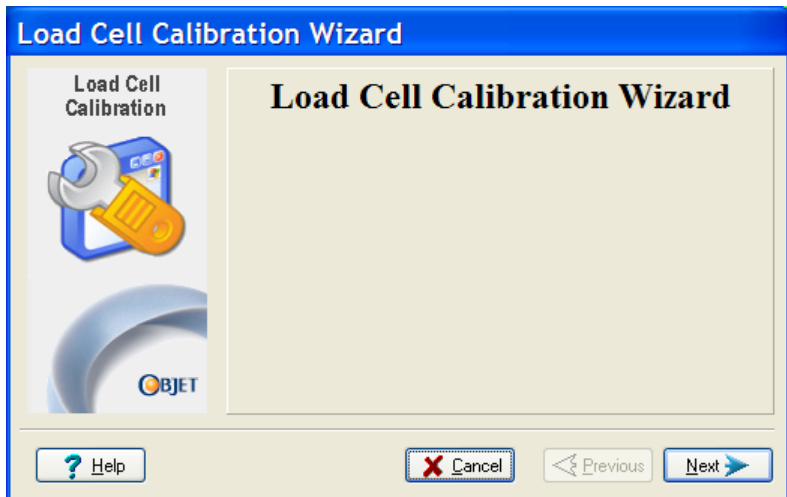 Load Cell Calibration Wizard
Load Cell
Calibration
Load Cell Calibration Wizard
OBJET
Help
Cancel
Previous
Next